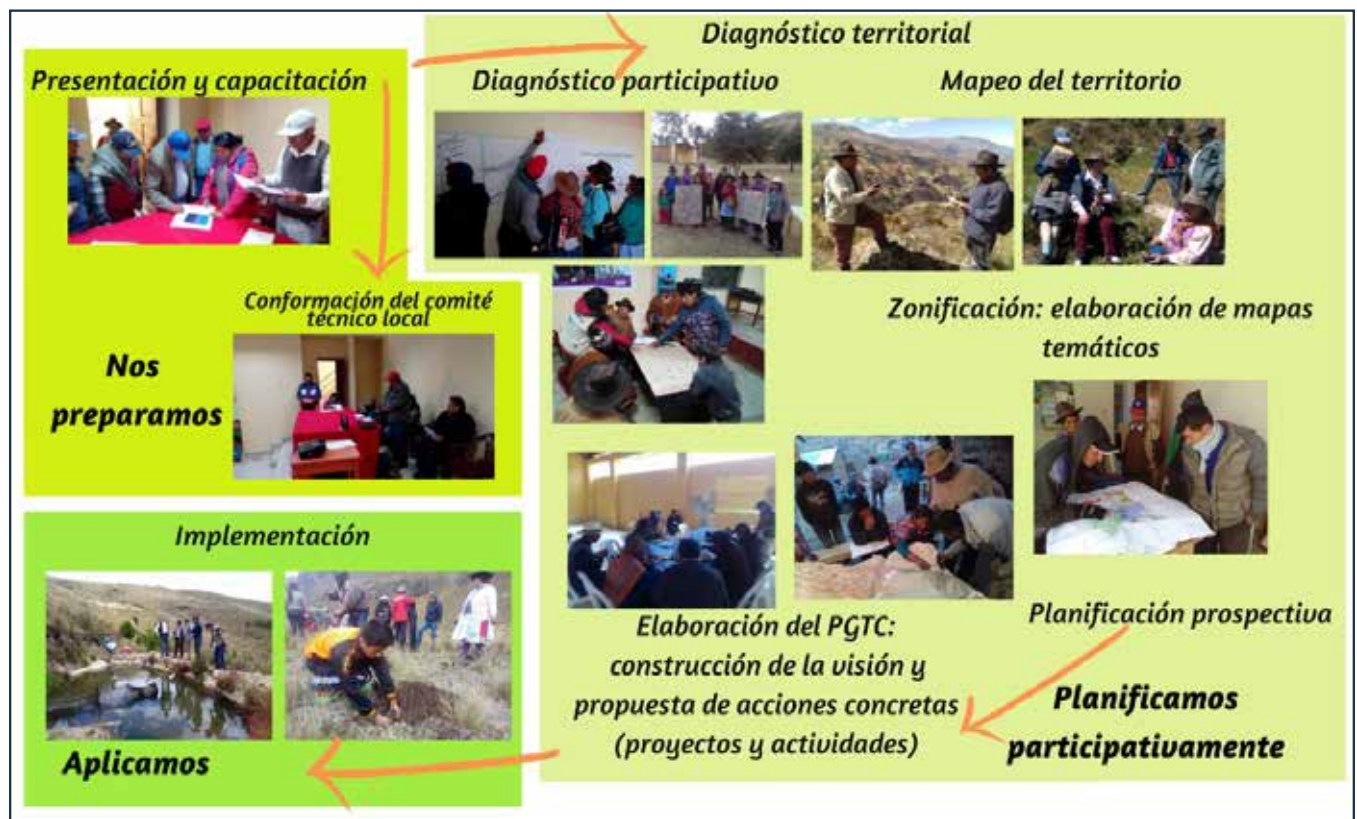 Presentación y capacitación
Conformación del comité
técnico local
Nos
preparamos
Diagnóstico territorial
Diagnóstico participativo
Mapeo del territorio
Zonificación: elaboración de mapas
temáticos
Planificación prospectiva
Planificamos
participativamente
Elaboración del PGTC:
construcción de la visión y
propuesta de acciones concretas
(proyectos y actividades)
Implementación
Aplicamos